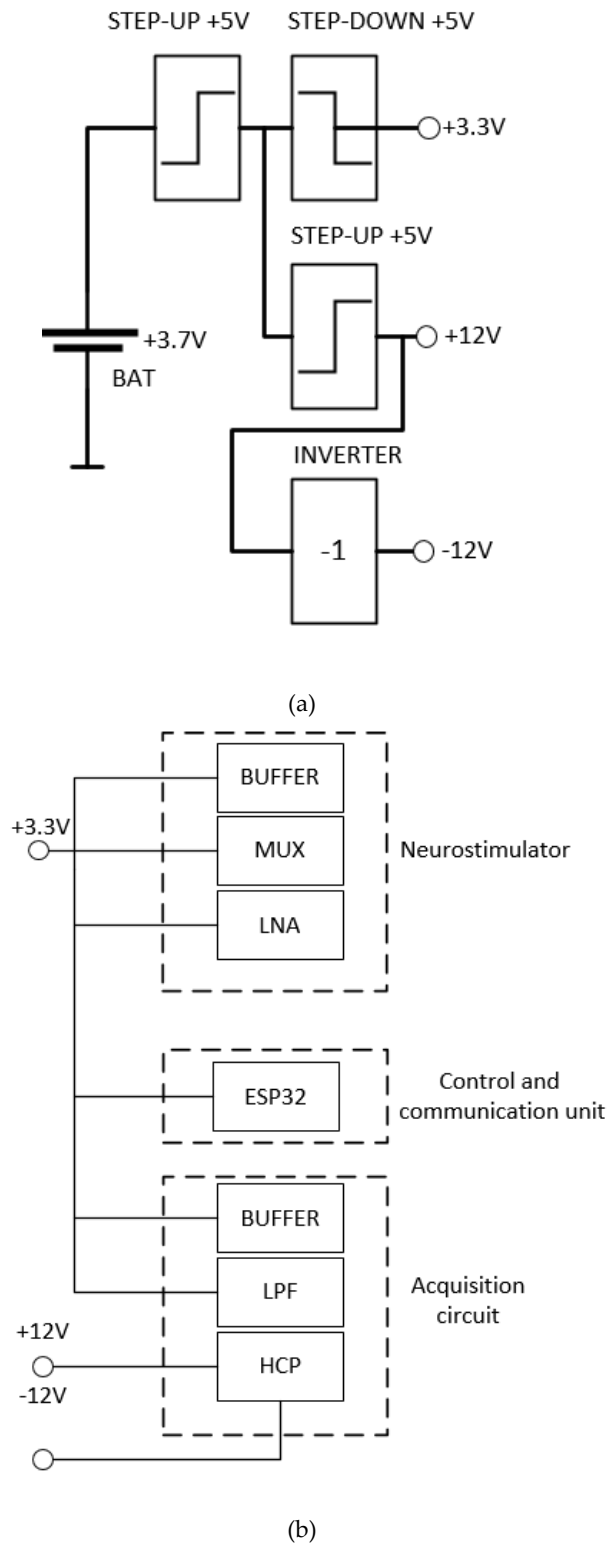 STEP-UP +5V
STEP-DOWN +5V
+3.3V
STEP-UP +5V
+3.7V
BAT
+12V
INVERTER
-1
-12V
(a)
BUFFER
+3.3V
MUX
Neurostimulator
LNA
ESP32
Control and
communication unit
BUFFER
LPF
Acquisition
circuit
+12V
HCP
-12V
(b)